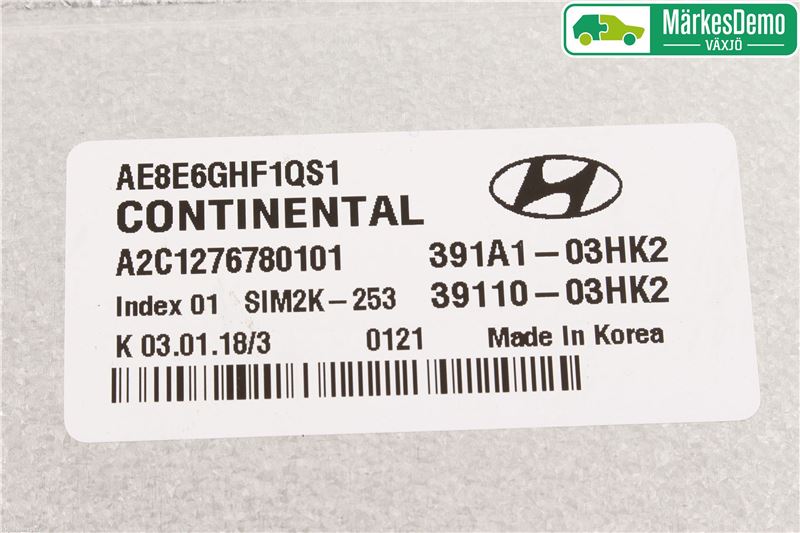 MärkesDemo
VÄXJÖ
AE8E6GHF1QS1
CONTINENTAL
A2C1276780101 391A1-03HK2
Index 01 SIM2K-253 39110-03HK2
K 03.01.18/3 0121 Made In Korea